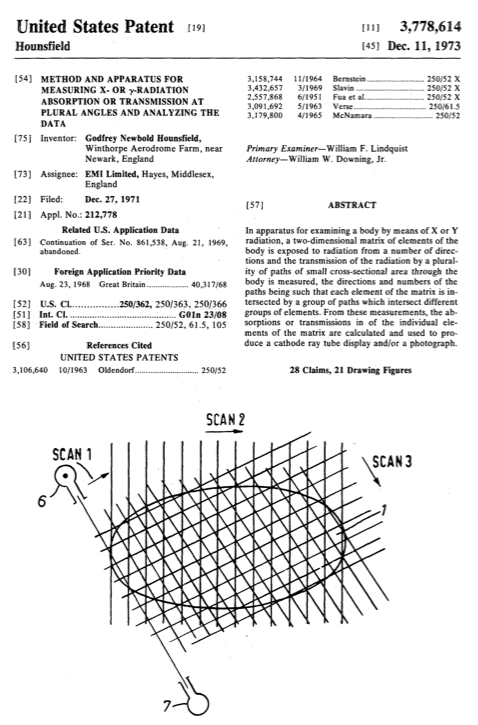 United States Patent [19]
Hounsfield
[11] 3,778,614
[45] Dec. 11, 1973
[54] METHOD AND APPARATUS FOR
MEASURING X- OR γ-RADIATION
ABSORPTION OR TRANSMISSION AT
PLURAL ANGLES AND ANALYZING THE
DATA
[75] Inventor: Godfrey Newbold Hounsfield,
Winthorpe Aerodrome Farm, near
Newark, England
[73] Assignee: EMI Limited, Hayes, Middlesex,
England
[22] Filed: Dec. 27, 1971
[21] Appl. No.: 212,778
Related U.S. Application Data
[63] Continuation of Ser. No. 861,538, Aug. 21, 1969,
abandoned.
[30] Foreign Application Priority Data
Aug. 23, 1968 Great Britain ................ 40,317/68
[52] U.S. Cl. ................ 250/362, 250/363, 250/366
[51] Int. Cl. ................................ G01n 23/08
[58] Field of Search ................ 250/52, 61.5, 105
[56] References Cited
UNITED STATES PATENTS
3,106,640 10/1963 Oldendorf ........................ 250/52
3,158,744 11/1964 Bernstein ........................ 250/52 X
3,432,657 3/1969 Slavin ........................ 250/52 X
2,557,868 6/1951 Fua et al. ........................ 250/52 X
3,091,692 5/1963 Verse ........................ 250/61.5
3,179,800 4/1965 McNamara ........................ 250/52
Primary Examiner—William F. Lindquist
Attorney—William W. Downing, Jr.
[57] ABSTRACT
In apparatus for examining a body by means of X or Y
radiation, a two-dimensional matrix of elements of the
body is exposed to radiation from a number of direc-
tions and the transmission of the radiation by a plural-
ity of paths of small cross-sectional area through the
body is measured, the directions and numbers of the
paths being such that each element of the matrix is in-
tersected by a group of paths which intersect different
groups of elements. From these measurements, the ab-
sorptions or transmissions in of the individual ele-
ments of the matrix are calculated and used to pro-
duce a cathode ray tube display and/or a photograph.
28 Claims, 21 Drawing Figures
SCAN 2
SCAN 1
SCAN 3
6
1
7